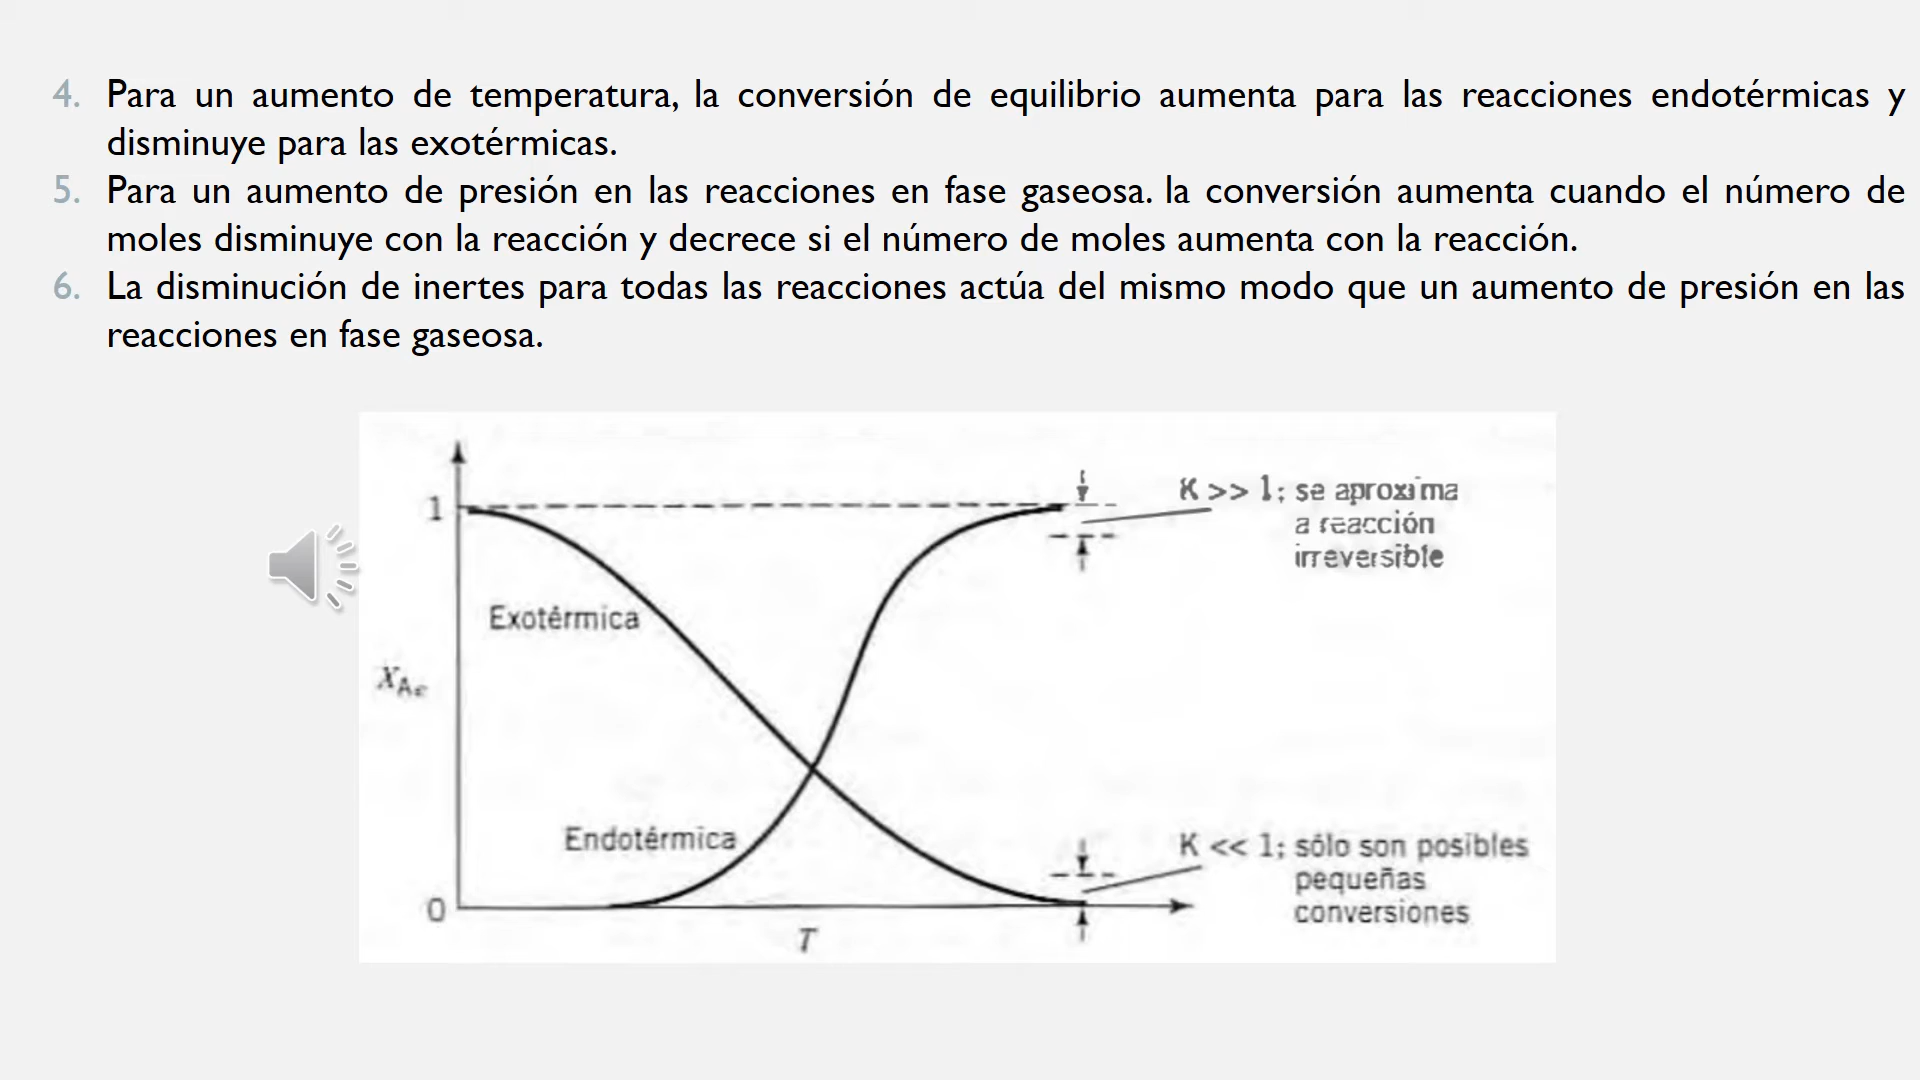 4. Para un aumento de temperatura, la conversión de equilibrio aumenta para las reacciones endotérmicas y
disminuye para las exotérmicas.
5. Para un aumento de presión en las reacciones en fase gaseosa. la conversión aumenta cuando el número de
moles disminuye con la reacción y decrece si el número de moles aumenta con la reacción.
6. La disminución de inertes para todas las reacciones actúa del mismo modo que un aumento de presión en las
reacciones en fase gaseosa.
1
K >> 1; se aproxima
a reacción
irreversible
Exotérmica
XAe
Endotérmica
K << 1; sólo son posibles
pequeñas
conversiones
0
T